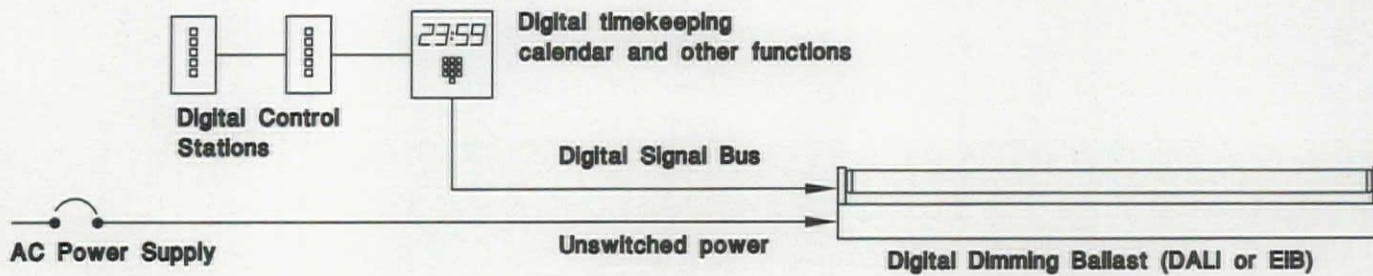 23:59
Digital timekeeping
calendar and other functions
Digital Control
Stations
Digital Signal Bus
AC Power Supply
Unswitched power
Digital Dimming Ballast (DALI or EIB)